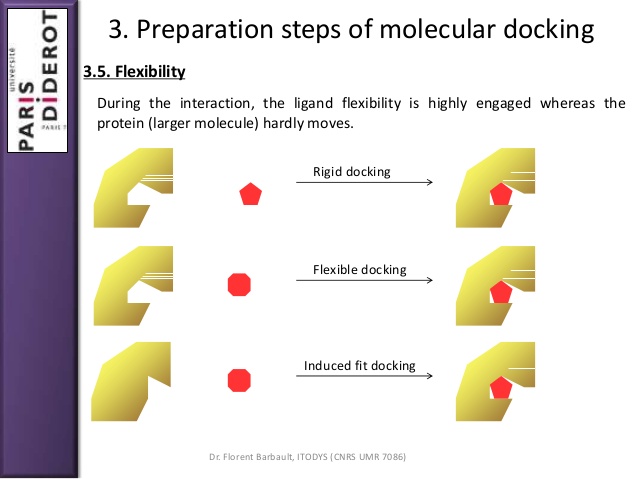 3. Preparation steps of molecular docking
université
PARIS
DiDEROT
PARIS 7
3.5. Flexibility
During the interaction, the ligand flexibility is highly engaged whereas the
protein (larger molecule) hardly moves.
Rigid docking
Flexible docking
Induced fit docking
Dr. Florent Barbault, ITODYS (CNRS UMR 7086)